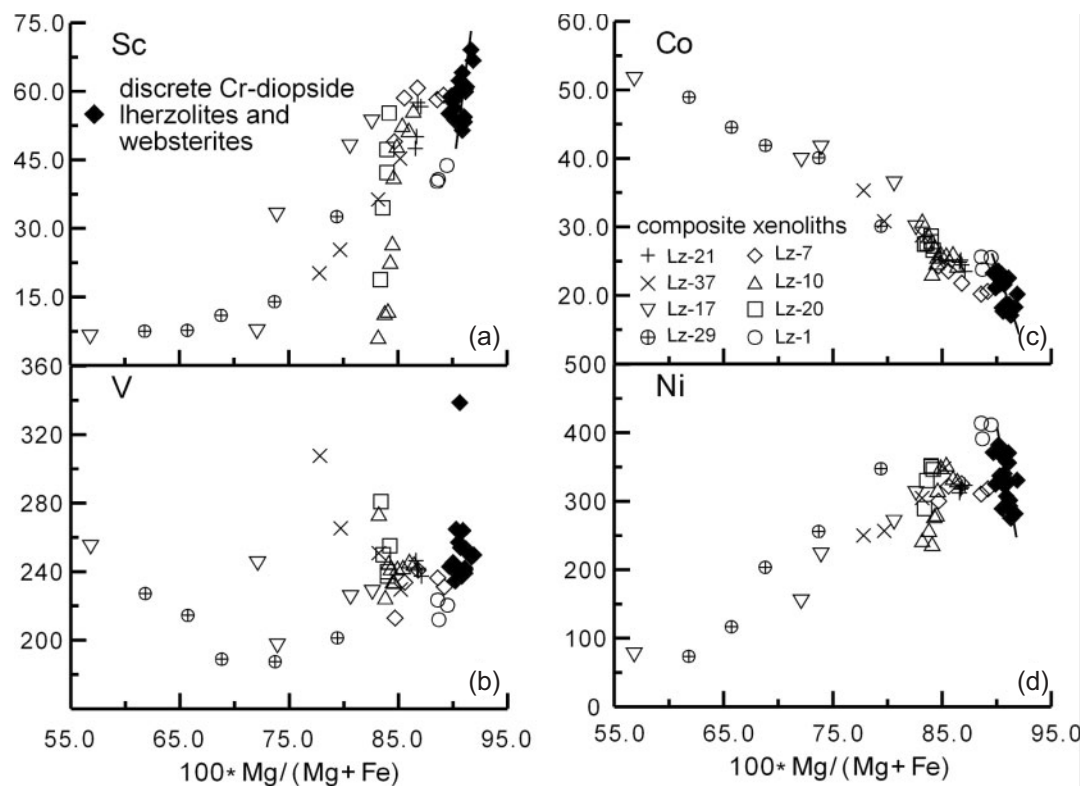 75.0
Sc
60.0
discrete Cr-diopside
lherzolites and
websterites
45.0
30.0
15.0
(a)
60.0
Co
50.0
40.0
30.0
composite xenoliths
Lz-21
Lz-7
Lz-37
Lz-10
Lz-17
Lz-20
Lz-29
Lz-1
20.0
(c)
360
V
320
280
240
200
(b)
55.0 65.0 75.0 85.0 95.0
100* Mg/(Mg+Fe)
500
Ni
400
300
200
100
0
(d)
55.0 65.0 75.0 85.0 95.0
100* Mg/(Mg+Fe)